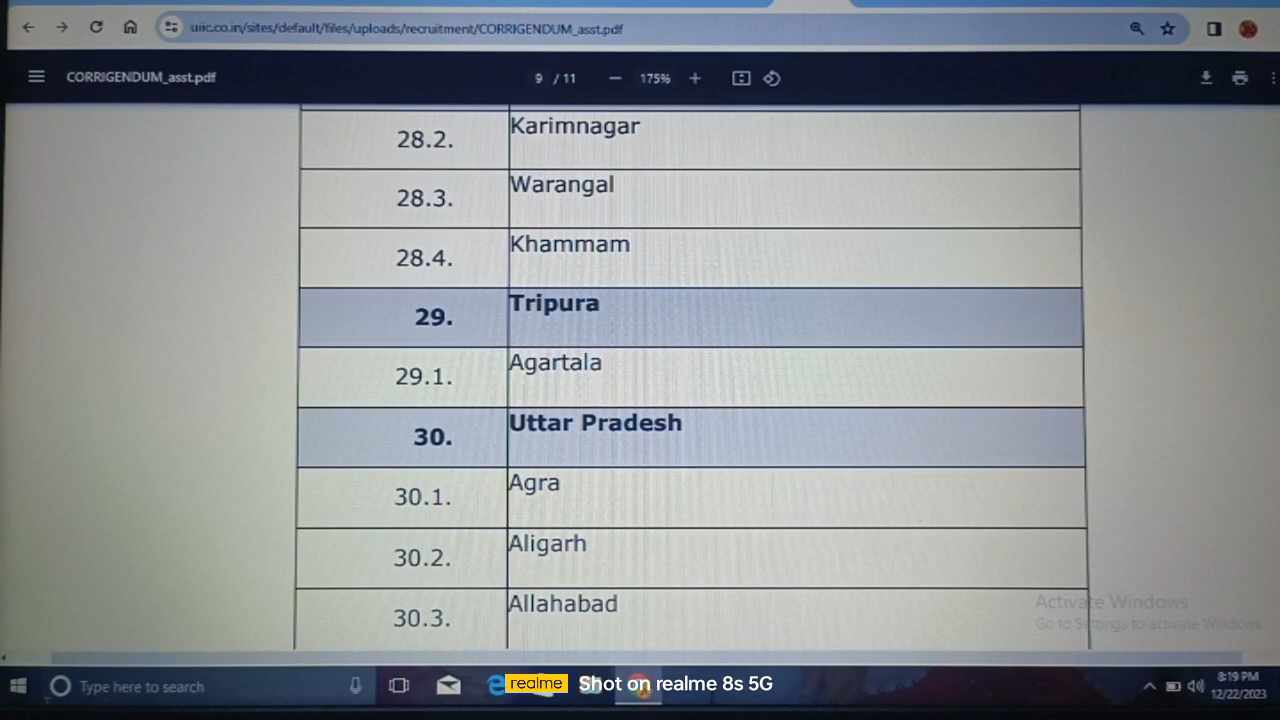 uiic.co.in/sites/default/files/uploads/recruitment/CORRIGENDUM_asst.pdf
CORRIGENDUM_asst.pdf 9 / 11 — 175% +
28.2. Karimnagar
28.3. Warangal
28.4. Khammam
29. Tripura
29.1. Agartala
30. Uttar Pradesh
30.1. Agra
30.2. Aligarh
30.3. Allahabad
Activate Windows
Go to Settings to activate Windows.
Type here to search
realme Shot on realme 8s 5G
8:19 PM
12/22/2023